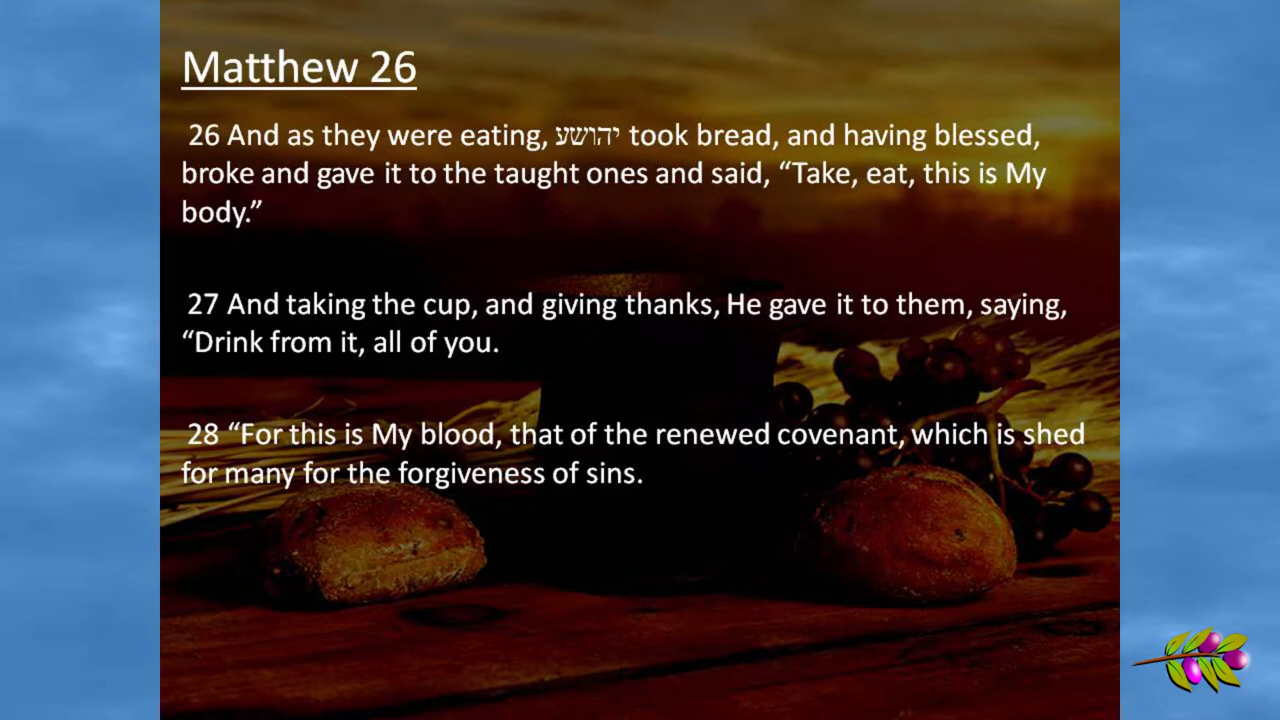 Matthew 26
26 And as they were eating, יהושע took bread, and having blessed,
broke and gave it to the taught ones and said, “Take, eat, this is My
body.”
27 And taking the cup, and giving thanks, He gave it to them, saying,
“Drink from it, all of you.
28 “For this is My blood, that of the renewed covenant, which is shed
for many for the forgiveness of sins.